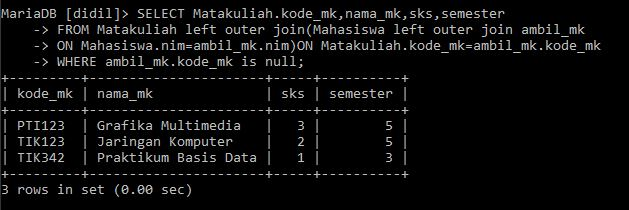 MariaDB [didil]> SELECT Matakuliah.kode_mk,nama_mk,sks,semester
    -> FROM Matakuliah left outer join(Mahasiswa left outer join ambil_mk
    -> ON Mahasiswa.nim=ambil_mk.nim)ON Matakuliah.kode_mk=ambil_mk.kode_mk
    -> WHERE ambil_mk.kode_mk is null;
+---------+----------------------+-----+----------+
| kode_mk | nama_mk              | sks | semester |
+---------+----------------------+-----+----------+
| PTI123  | Grafika Multimedia   |   3 |        5 |
| TIK123  | Jaringan Komputer    |   2 |        5 |
| TIK342  | Praktikum Basis Data |   1 |        3 |
+---------+----------------------+-----+----------+
3 rows in set (0.00 sec)